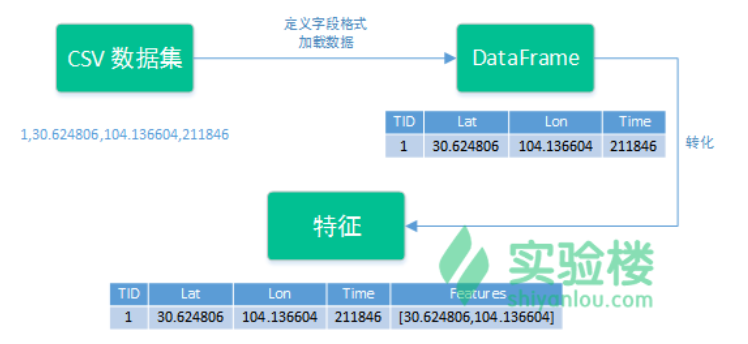 CSV 数据集
定义字段格式
加载数据
DataFrame
1,30.624806,104.136604,211846
TID Lat Lon Time
1 30.624806 104.136604 211846
转化
特征
实验楼
shiyanlou.com
TID Lat Lon Time Features
1 30.624806 104.136604 211846 [30.624806,104.136604]